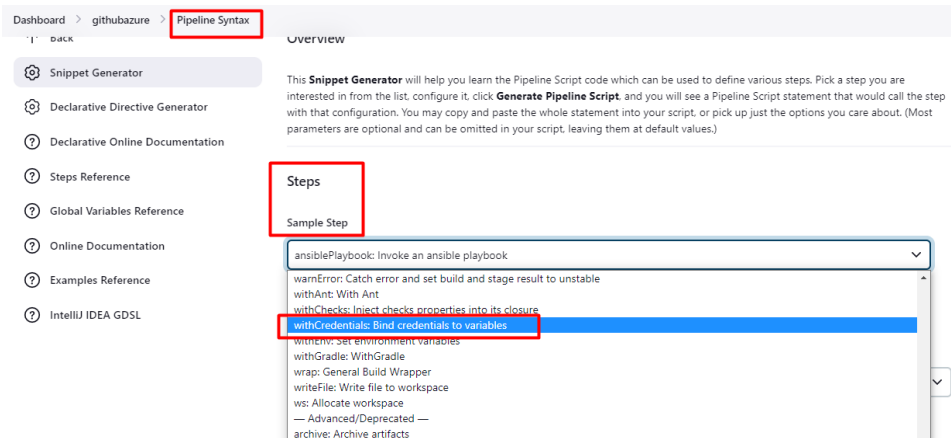 Dashboard > githubazure > Pipeline Syntax
Back
Overview
Snippet Generator
Declarative Directive Generator
Declarative Online Documentation
Steps Reference
Global Variables Reference
Online Documentation
Examples Reference
IntelliJ IDEA GDSL
This Snippet Generator will help you learn the Pipeline Script code which can be used to define various steps. Pick a step you are
interested in from the list, configure it, click Generate Pipeline Script, and you will see a Pipeline Script statement that would call the step
with that configuration. You may copy and paste the whole statement into your script, or pick up just the options you care about. (Most
parameters are optional and can be omitted in your script, leaving them at default values.)
Steps
Sample Step
ansiblePlaybook: Invoke an ansible playbook
warnError: Catch error and set build and stage result to unstable
withAnt: With Ant
withChecks: Inject checks properties into its closure
withCredentials: Bind credentials to variables
withEnv: Set environment variables
withGradle: WithGradle
wrap: General Build Wrapper
writeFile: Write file to workspace
ws: Allocate workspace
— Advanced/Deprecated —
archive: Archive artifacts